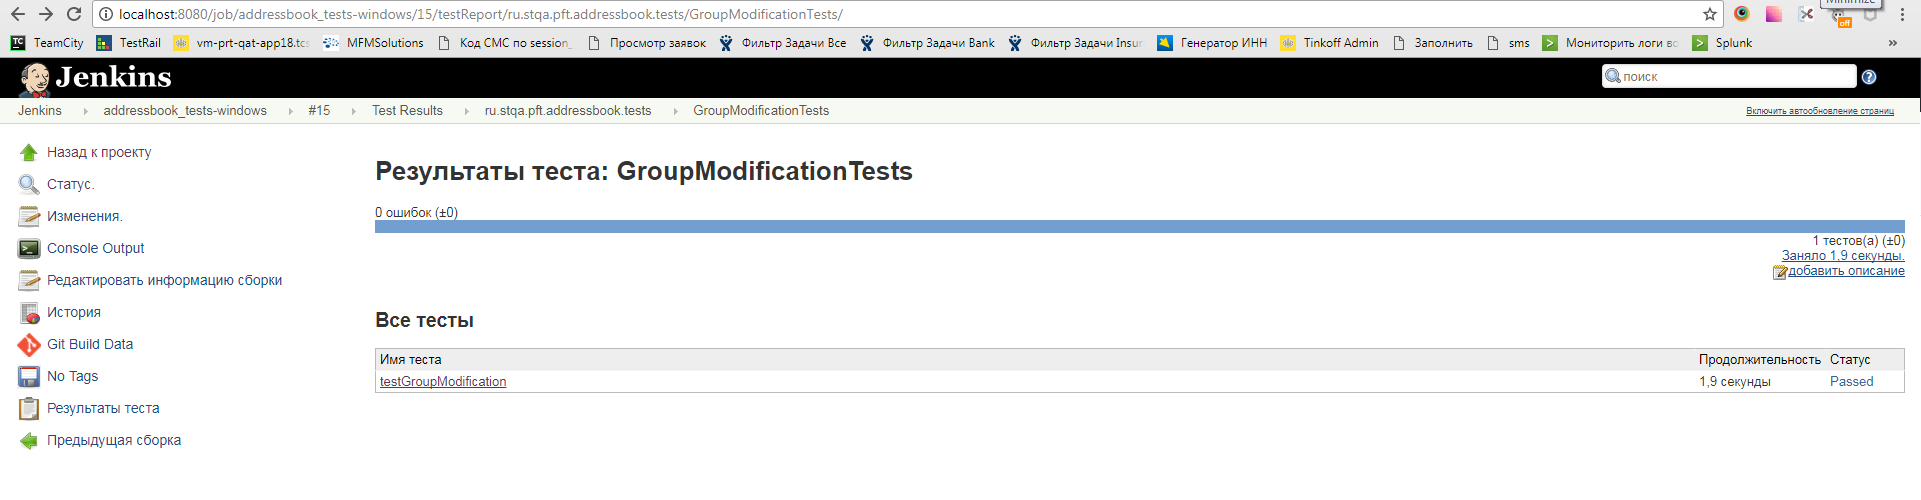 Minimize
localhost:8080/job/addressbook_tests-windows/15/testReport/ru.stqa.pft.addressbook.tests/GroupModificationTests/
off
TeamCity TestRail vm-prt-qat-app18.tcs MFMSolutions Код СМС по session_ Просмотр заявок Фильтр Задачи Все Фильтр Задачи Bank Фильтр Задачи Insur Генератор ИНН Tinkoff Admin Заполнить sms Мониторить логи вс Splunk »
Jenkins поиск
Jenkins addressbook_tests-windows #15 Test Results ru.stqa.pft.addressbook.tests GroupModificationTests Включить автообновление страниц
Назад к проекту
Статус.
Изменения.
Console Output
Редактировать информацию сборки
История
Git Build Data
No Tags
Результаты теста
Предыдущая сборка
Результаты теста: GroupModificationTests
0 ошибок (±0)
1 тестов(а) (±0)
Заняло 1,9 секунды.
добавить описание
Все тесты
Имя теста Продолжительность Статус
testGroupModification 1,9 секунды Passed